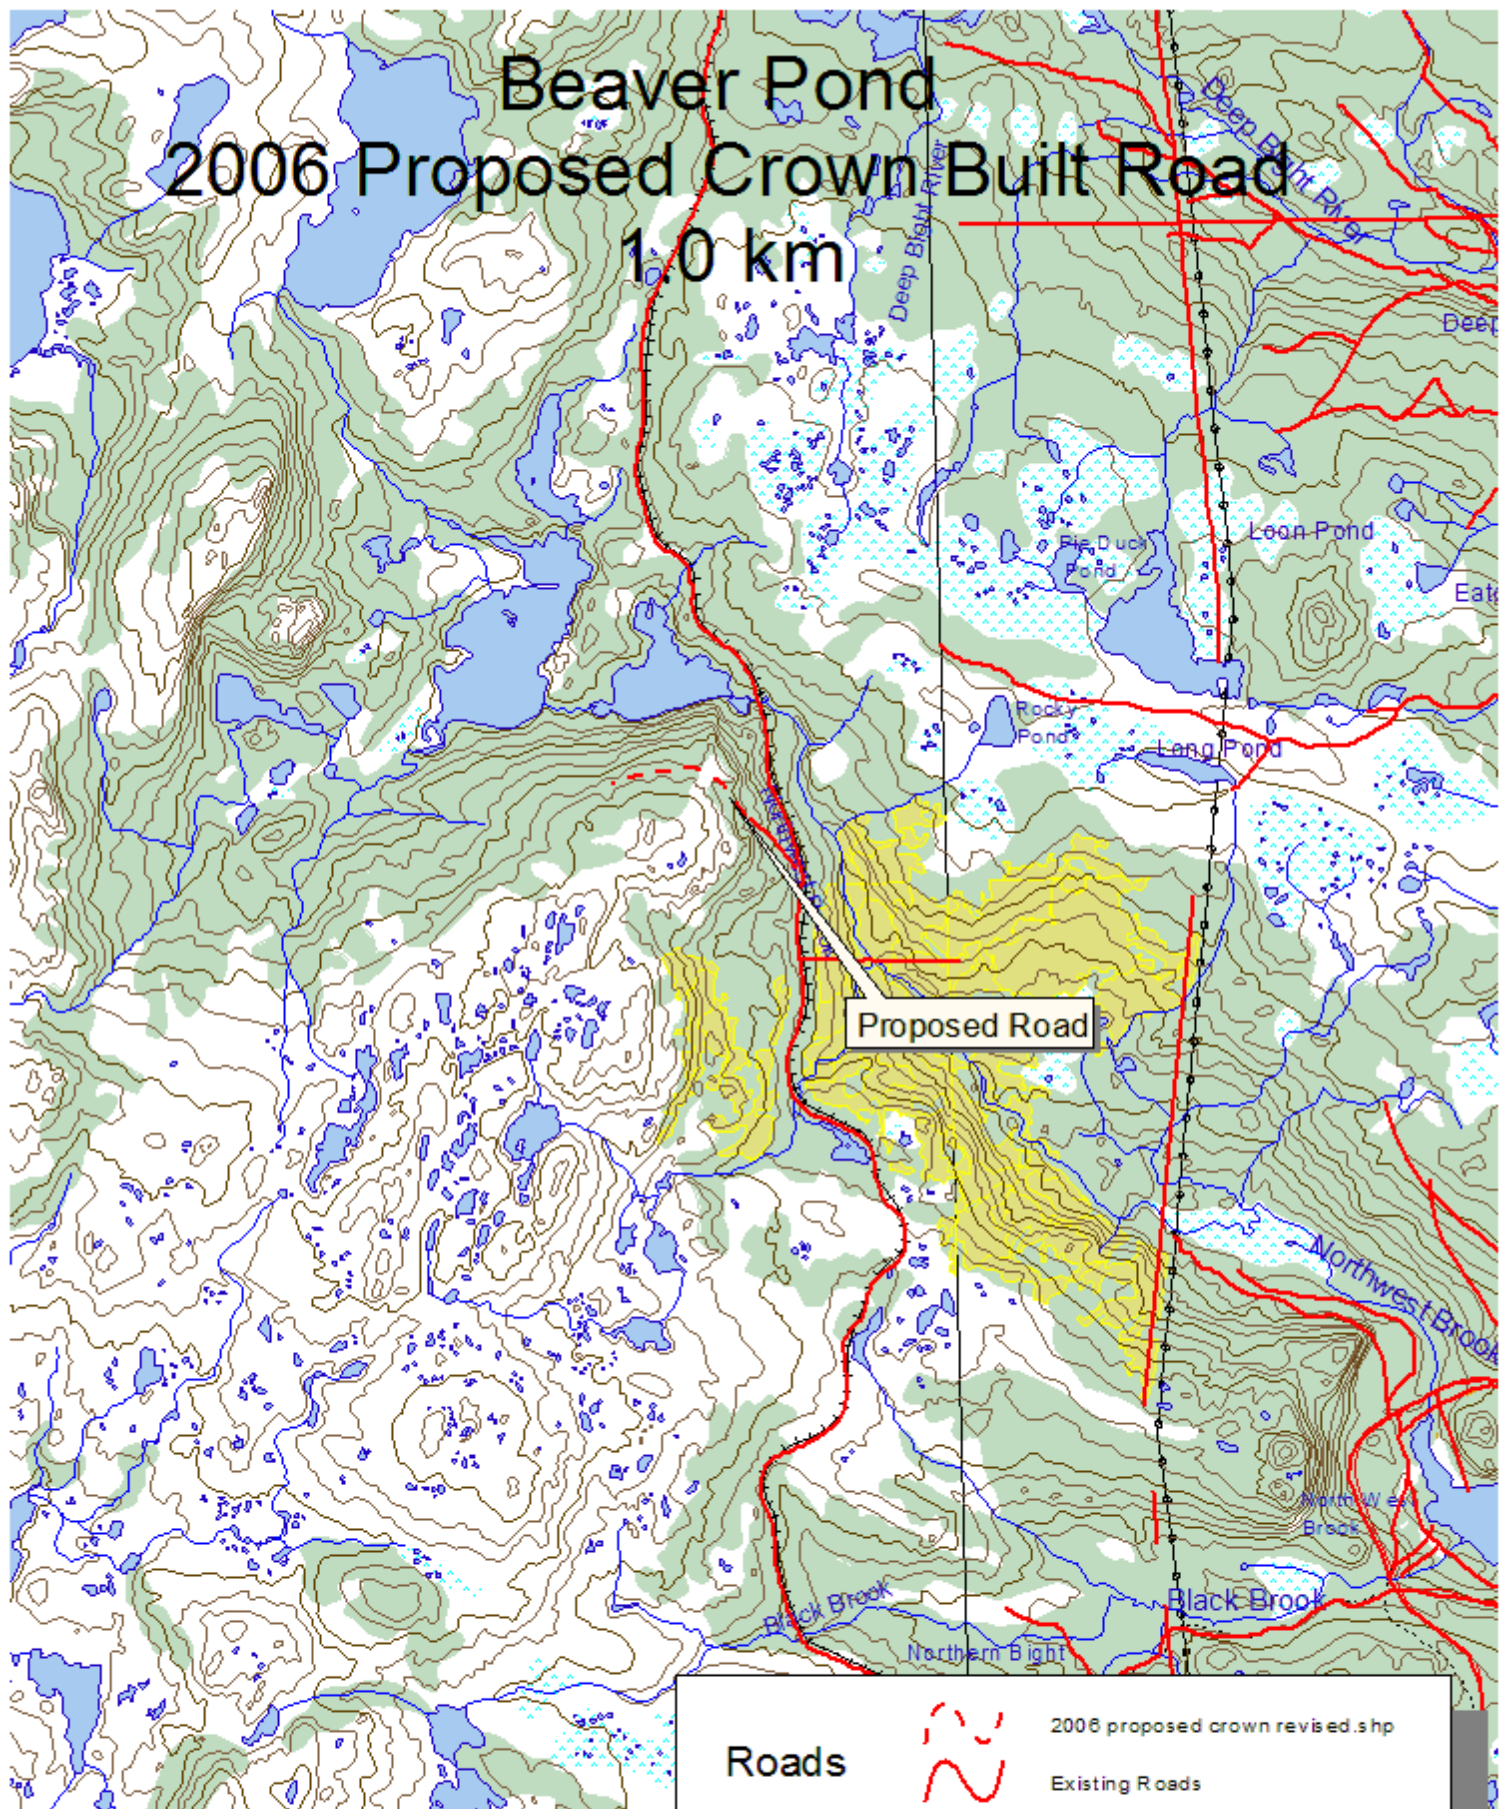 Beaver Pond
2006 Proposed Crown Built Road
1.0 km
Deep Bight River
Deep Bight River
Deep
Pie Duck
Pond
Loon Pond
Eat
Rocky
Pond
Long Pond
Proposed Road
Northwest Brook
North West
Brook
Black Brook
Black Brook
Northern Bight
Roads
2006 proposed crown revised.shp
Existing Roads